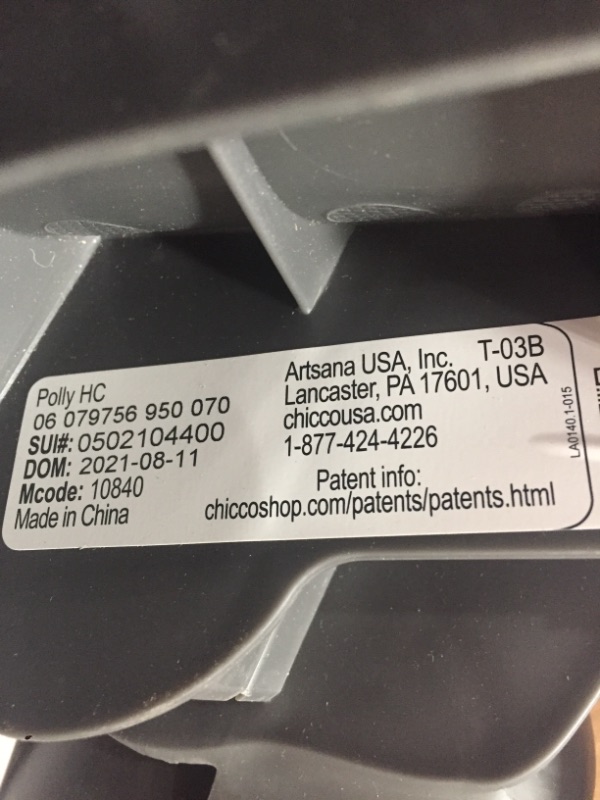 Polly HC
06 079756 950 070
SUI#: 0502104400
DOM: 2021-08-11
Mcode: 10840
Made in China
Artsana USA, Inc. T-03B
Lancaster, PA 17601, USA
chiccousa.com
1-877-424-4226
Patent info:
chiccoshop.com/patents/patents.html
LA0140.1-015